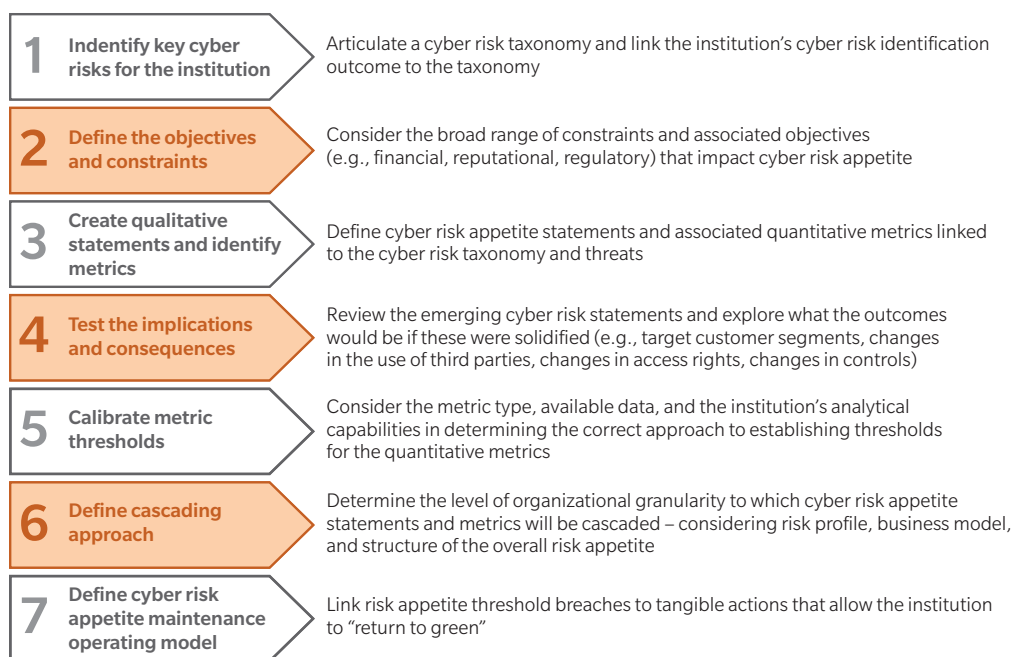 1
Indentify key cyber
risks for the institution
Articulate a cyber risk taxonomy and link the institution's cyber risk identification
outcome to the taxonomy
2
Define the objectives
and constraints
Consider the broad range of constraints and associated objectives
(e.g., financial, reputational, regulatory) that impact cyber risk appetite
3
Create qualitative
statements and identify
metrics
Define cyber risk appetite statements and associated quantitative metrics linked
to the cyber risk taxonomy and threats
4
Test the implications
and consequences
Review the emerging cyber risk statements and explore what the outcomes
would be if these were solidified (e.g., target customer segments, changes
in the use of third parties, changes in access rights, changes in controls)
5
Calibrate metric
thresholds
Consider the metric type, available data, and the institution's analytical
capabilities in determining the correct approach to establishing thresholds
for the quantitative metrics
6
Define cascading
approach
Determine the level of organizational granularity to which cyber risk appetite
statements and metrics will be cascaded – considering risk profile, business model,
and structure of the overall risk appetite
7
Define cyber risk
appetite maintenance
operating model
Link risk appetite threshold breaches to tangible actions that allow the institution
to "return to green"